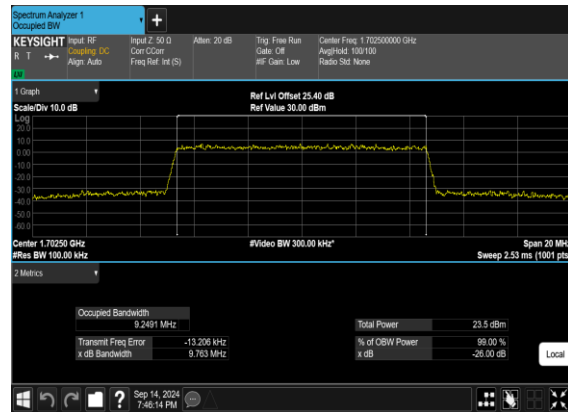 Spectrum Analyzer 1
Occupied BW
+
KEYSIGHT
R T
Input: RF
Coupling: DC
Align: Auto
Input Z: 50 Ω
Corr CCorr
Freq Ref: Int (S)
Atten: 20 dB
Trig: Free Run
Gate: Off
#IF Gain: Low
Center Freq: 1.702500000 GHz
Avg|Hold: 100/100
Radio Std: None
1 Graph
Scale/Div 10.0 dB
Ref Lvl Offset 25.40 dB
Ref Value 30.00 dBm
Log
20.0
10.0
0.00
-10.0
-20.0
-30.0
-40.0
-50.0
-60.0
Center 1.70250 GHz
#Res BW 100.00 kHz
#Video BW 300.00 kHz*
Span 20 MHz
Sweep 2.53 ms (1001 pts)
2 Metrics
Occupied Bandwidth
9.2491 MHz
Total Power 23.5 dBm
Transmit Freq Error -13.206 kHz
% of OBW Power 99.00 %
x dB Bandwidth 9.763 MHz
x dB -26.00 dB
Local
?
Sep 14, 2024
7:46:14 PM